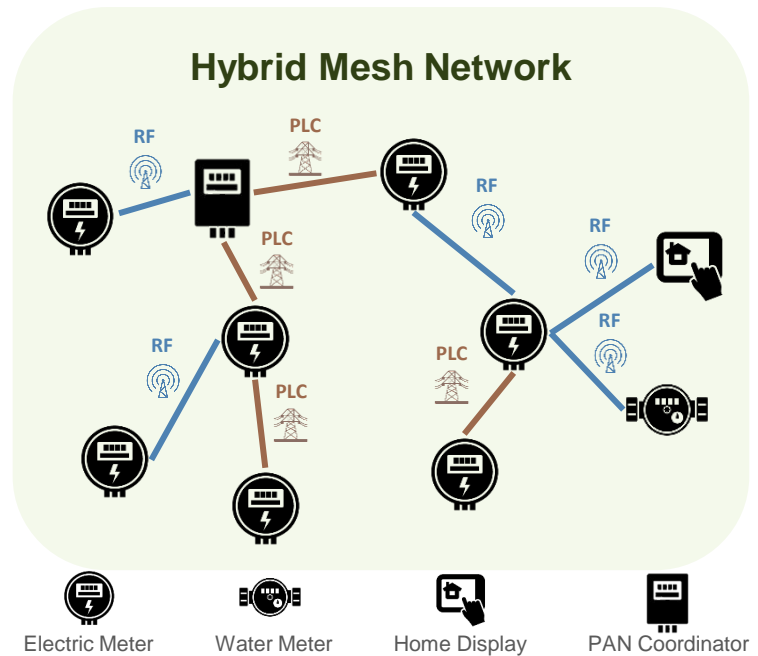 Hybrid Mesh Network
RF
PLC
RF
PLC
RF
RF
RF
PLC
PLC
Electric Meter
Water Meter
Home Display
PAN Coordinator